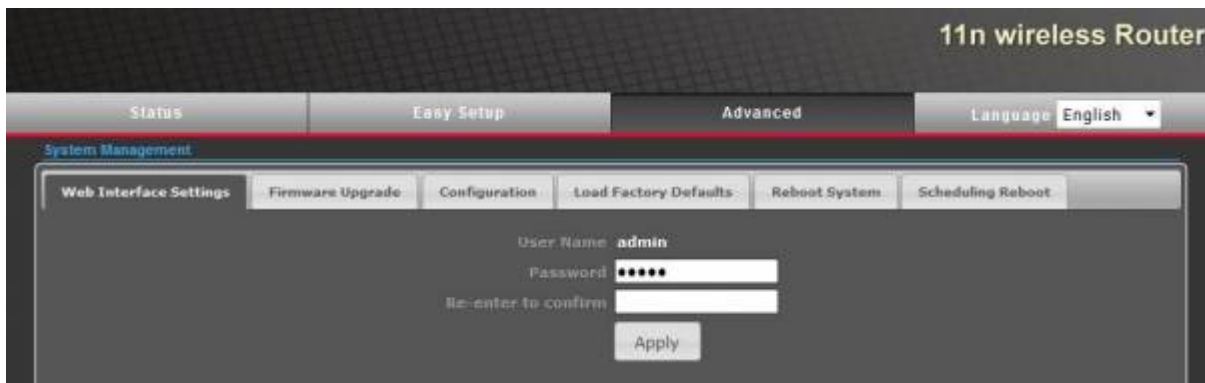 11n wireless Router
Status Easy Setup Advanced Language English
System Management
Web Interface Settings Firmware Upgrade Configuration Load Factory Defaults Reboot System Scheduling Reboot
User Name admin
Password •••••
Re-enter to confirm
Apply